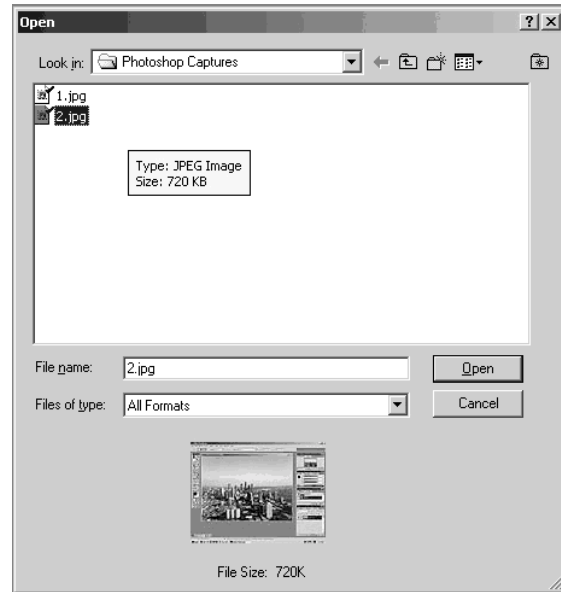 Open
Look in: Photoshop Captures
1.jpg
2.jpg
Type: JPEG Image
Size: 720 KB
File name: 2.jpg Open
Files of type: All Formats Cancel
File Size: 720K